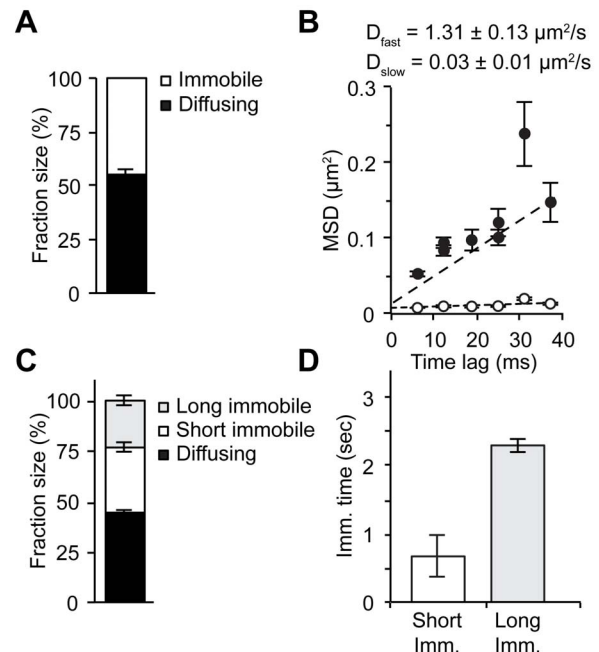 A
100
75
50
25
0
Fraction size (%)
Immobile
Diffusing
B
D fast = 1.31 ± 0.13 µm²/s
D slow = 0.03 ± 0.01 µm²/s
0.3
0.2
0.1
0
MSD (µm²)
0 10 20 30 40
Time lag (ms)
C
100
75
50
25
0
Fraction size (%)
Long immobile
Short immobile
Diffusing
D
3
2
1
0
Imm. time (sec)
Short Long
Imm. Imm.